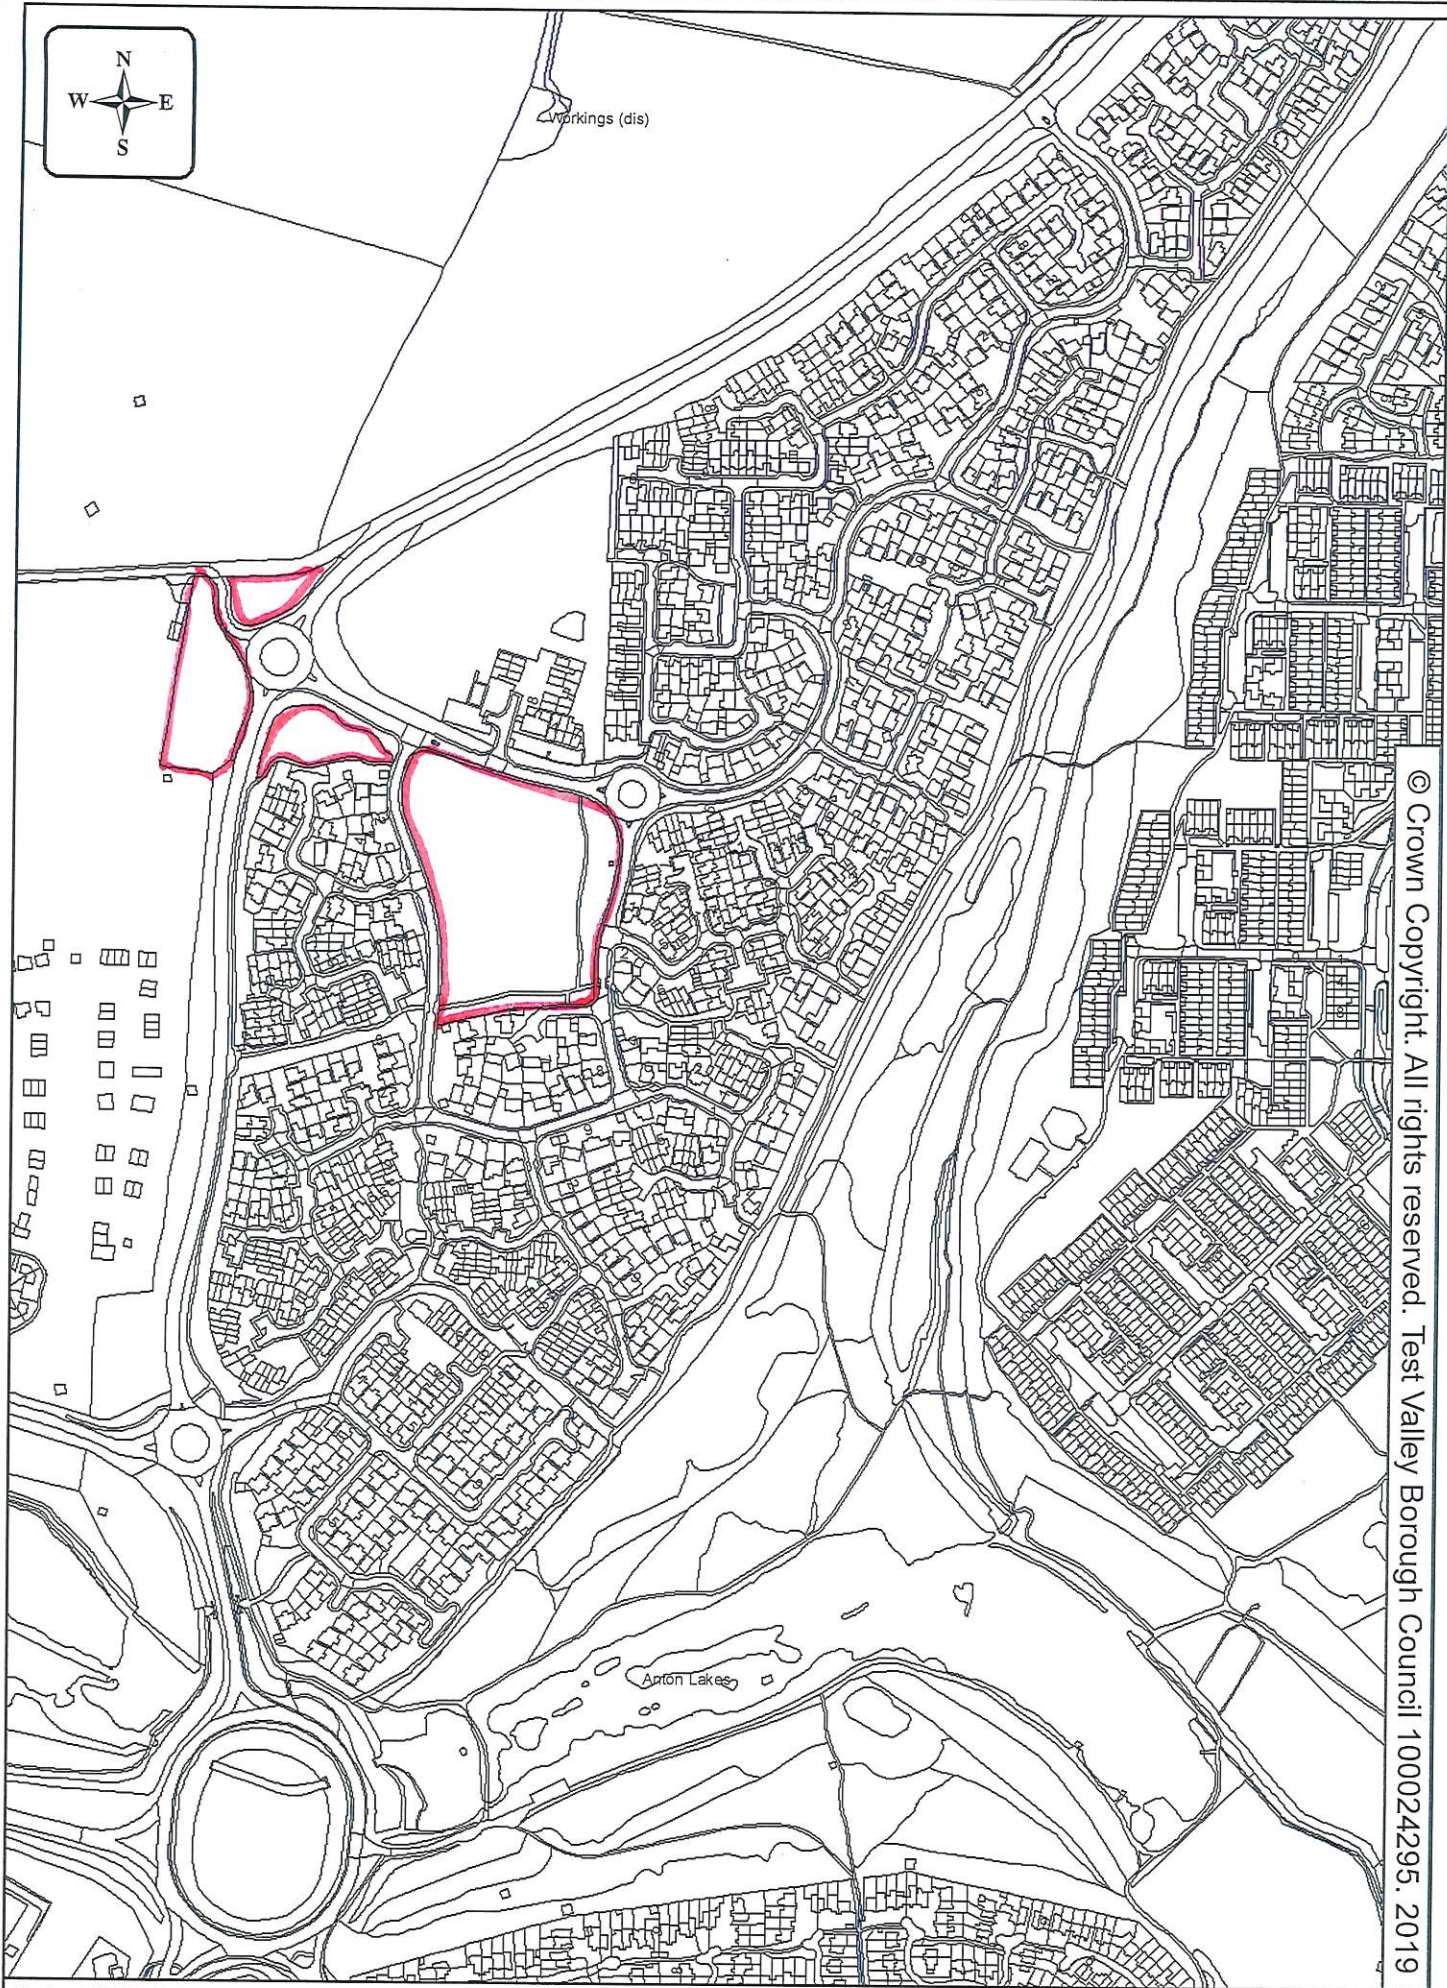 N
W E
S
Workings (dis)
© Crown Copyright. All rights reserved. Test Valley Borough Council 100024295. 2019
Anton Lakes